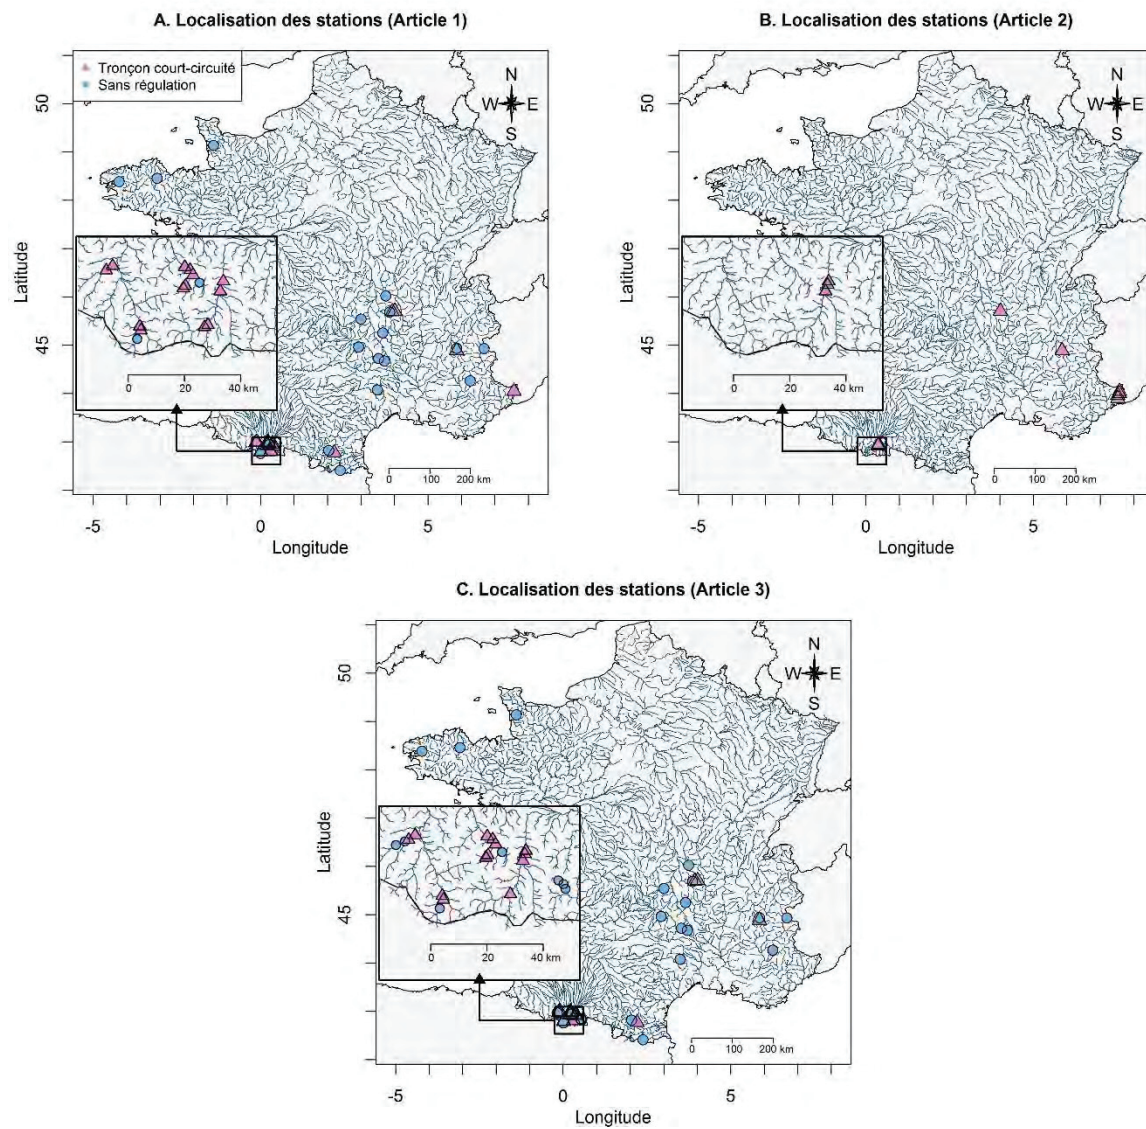 A. Localisation des stations (Article 1)
Tronçon court-circuité
Sans régulation
N
W E
S
50
45
Latitude
0 20 40 km
0 100 200 km
-5 0 5
Longitude
B. Localisation des stations (Article 2)
N
W E
S
50
45
Latitude
0 20 40 km
0 100 200 km
-5 0 5
Longitude
C. Localisation des stations (Article 3)
N
W E
S
50
45
Latitude
0 20 40 km
0 100 200 km
-5 0 5
Longitude